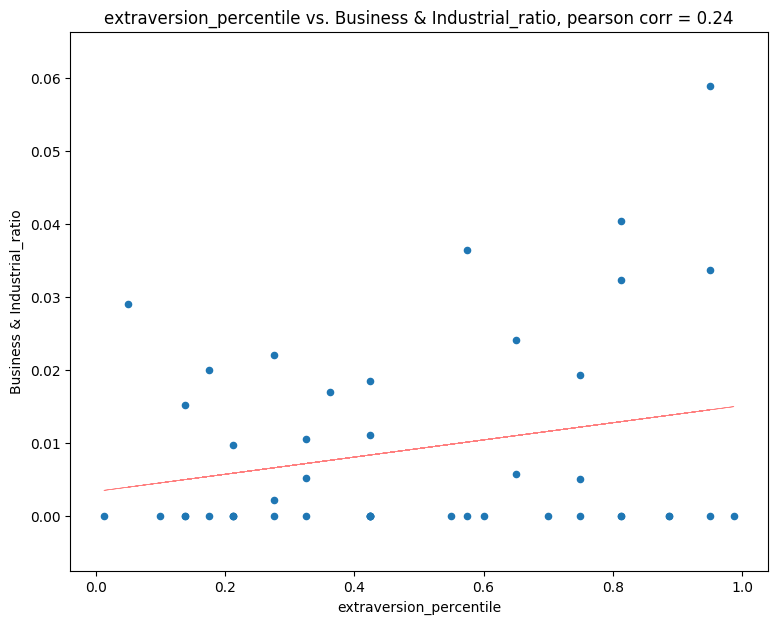 extraversion_percentile vs. Business & Industrial_ratio, pearson corr = 0.24
0.06
0.05
0.04
0.03
0.02
0.01
0.00
Business & Industrial_ratio
0.0 0.2 0.4 0.6 0.8 1.0
extraversion_percentile